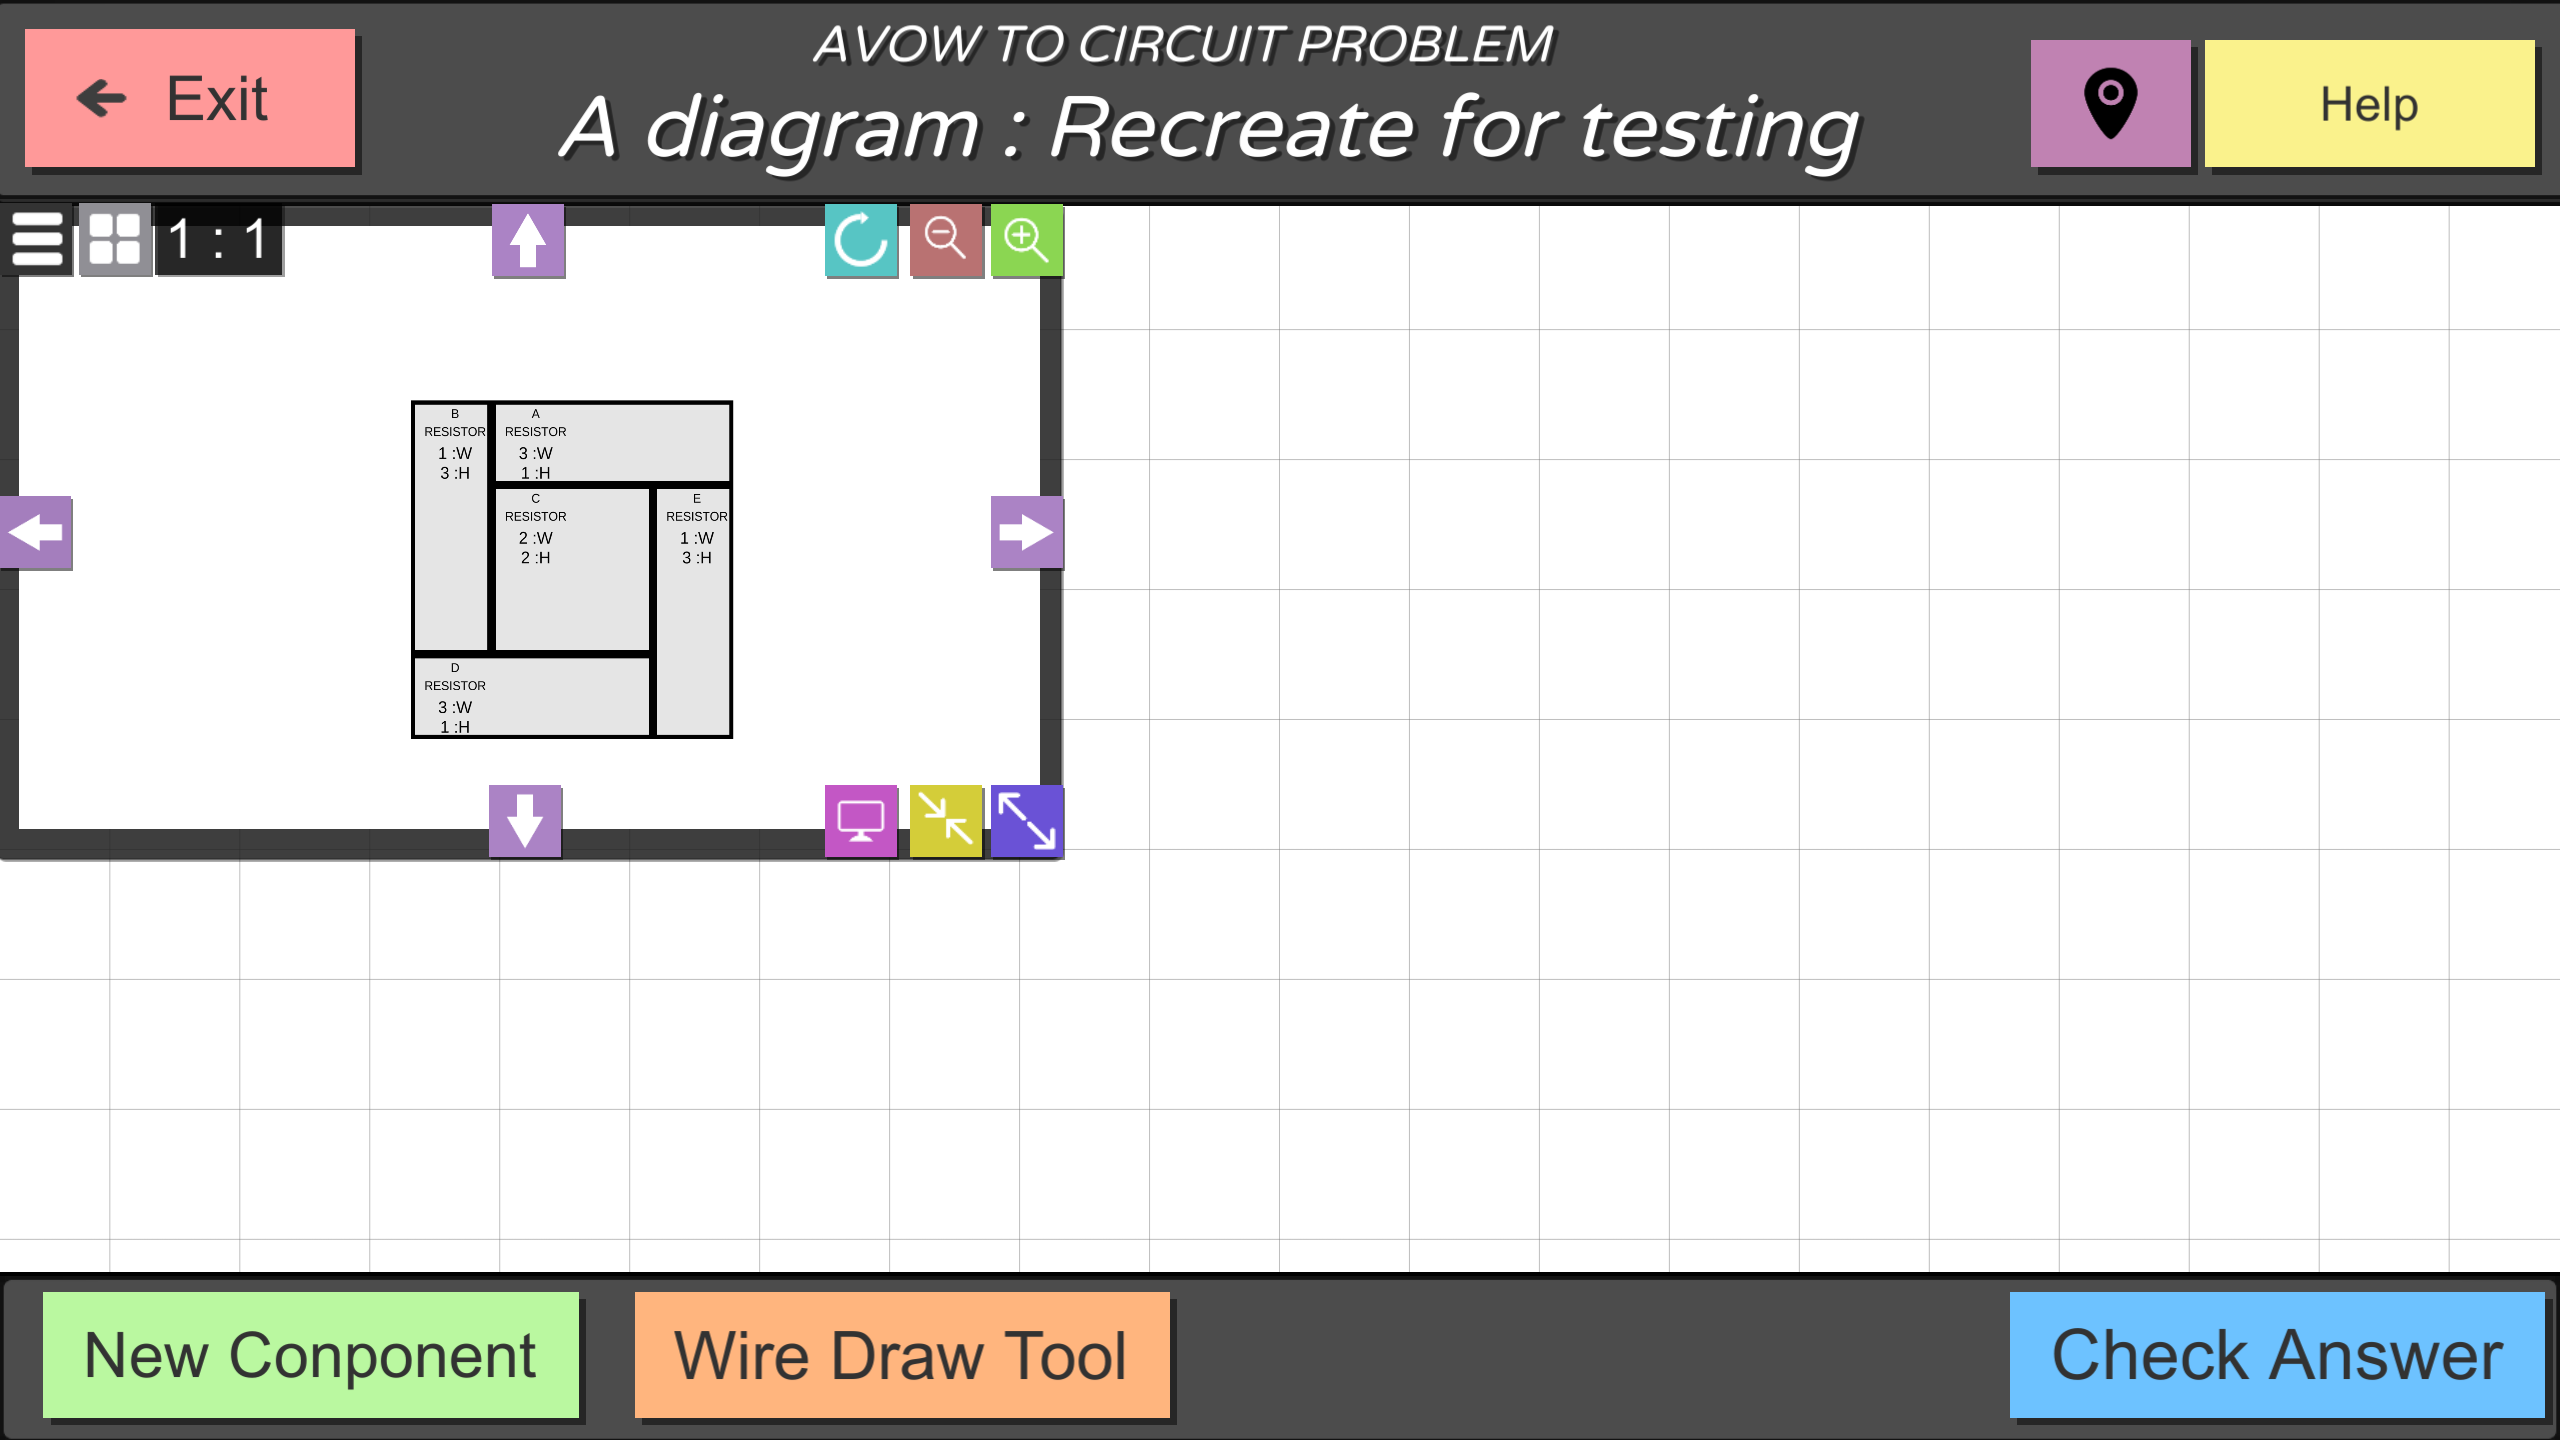 AVOW TO CIRCUIT PROBLEM
Exit
A diagram : Recreate for testing
Help
1 : 1
B
RESISTOR
1 :W
3 :H
A
RESISTOR
3 :W
1 :H
C
RESISTOR
2 :W
2 :H
E
RESISTOR
1 :W
3 :H
D
RESISTOR
3 :W
1 :H
New Conponent
Wire Draw Tool
Check Answer